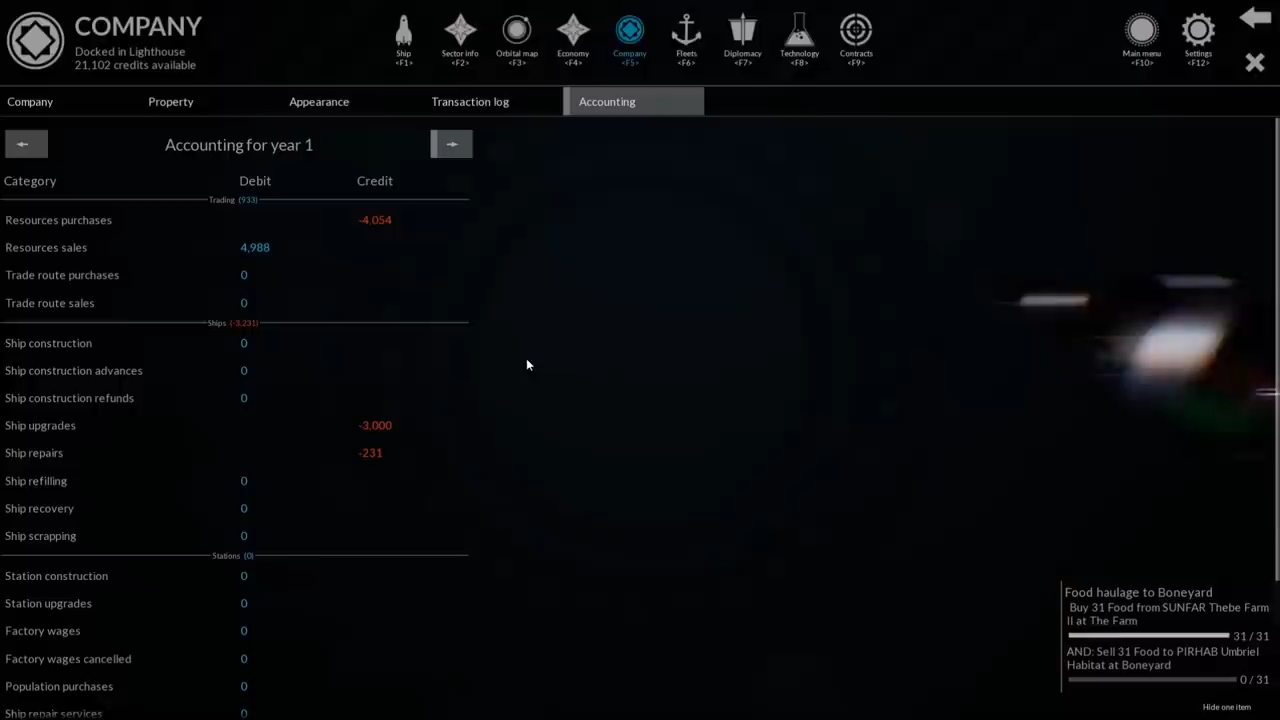 COMPANY
Docked in Lighthouse
21,102 credits available
Ship
<F1>
Sector info
<F2>
Orbital map
<F3>
Economy
<F4>
Company
<F5>
Fleets
<F6>
Diplomacy
<F7>
Technology
<F8>
Contracts
<F9>
Main menu
<F10>
Settings
<F12>
Company Property Appearance Transaction log Accounting
Accounting for year 1
Category Debit Credit
Trading (933)
Resources purchases -4,054
Resources sales 4,988
Trade route purchases 0
Trade route sales 0
Ships (-3,231)
Ship construction 0
Ship construction advances 0
Ship construction refunds 0
Ship upgrades -3,000
Ship repairs -231
Ship refilling 0
Ship recovery 0
Ship scrapping 0
Stations (0)
Station construction 0
Station upgrades 0
Factory wages 0
Factory wages cancelled 0
Population purchases 0
Ship repair services 0
Food haulage to Boneyard
Buy 31 Food from SUNFAR Thebe Farm
II at The Farm
31 / 31
AND: Sell 31 Food to PIRHAB Umbriel
Habitat at Boneyard
0 / 31
Hide one item